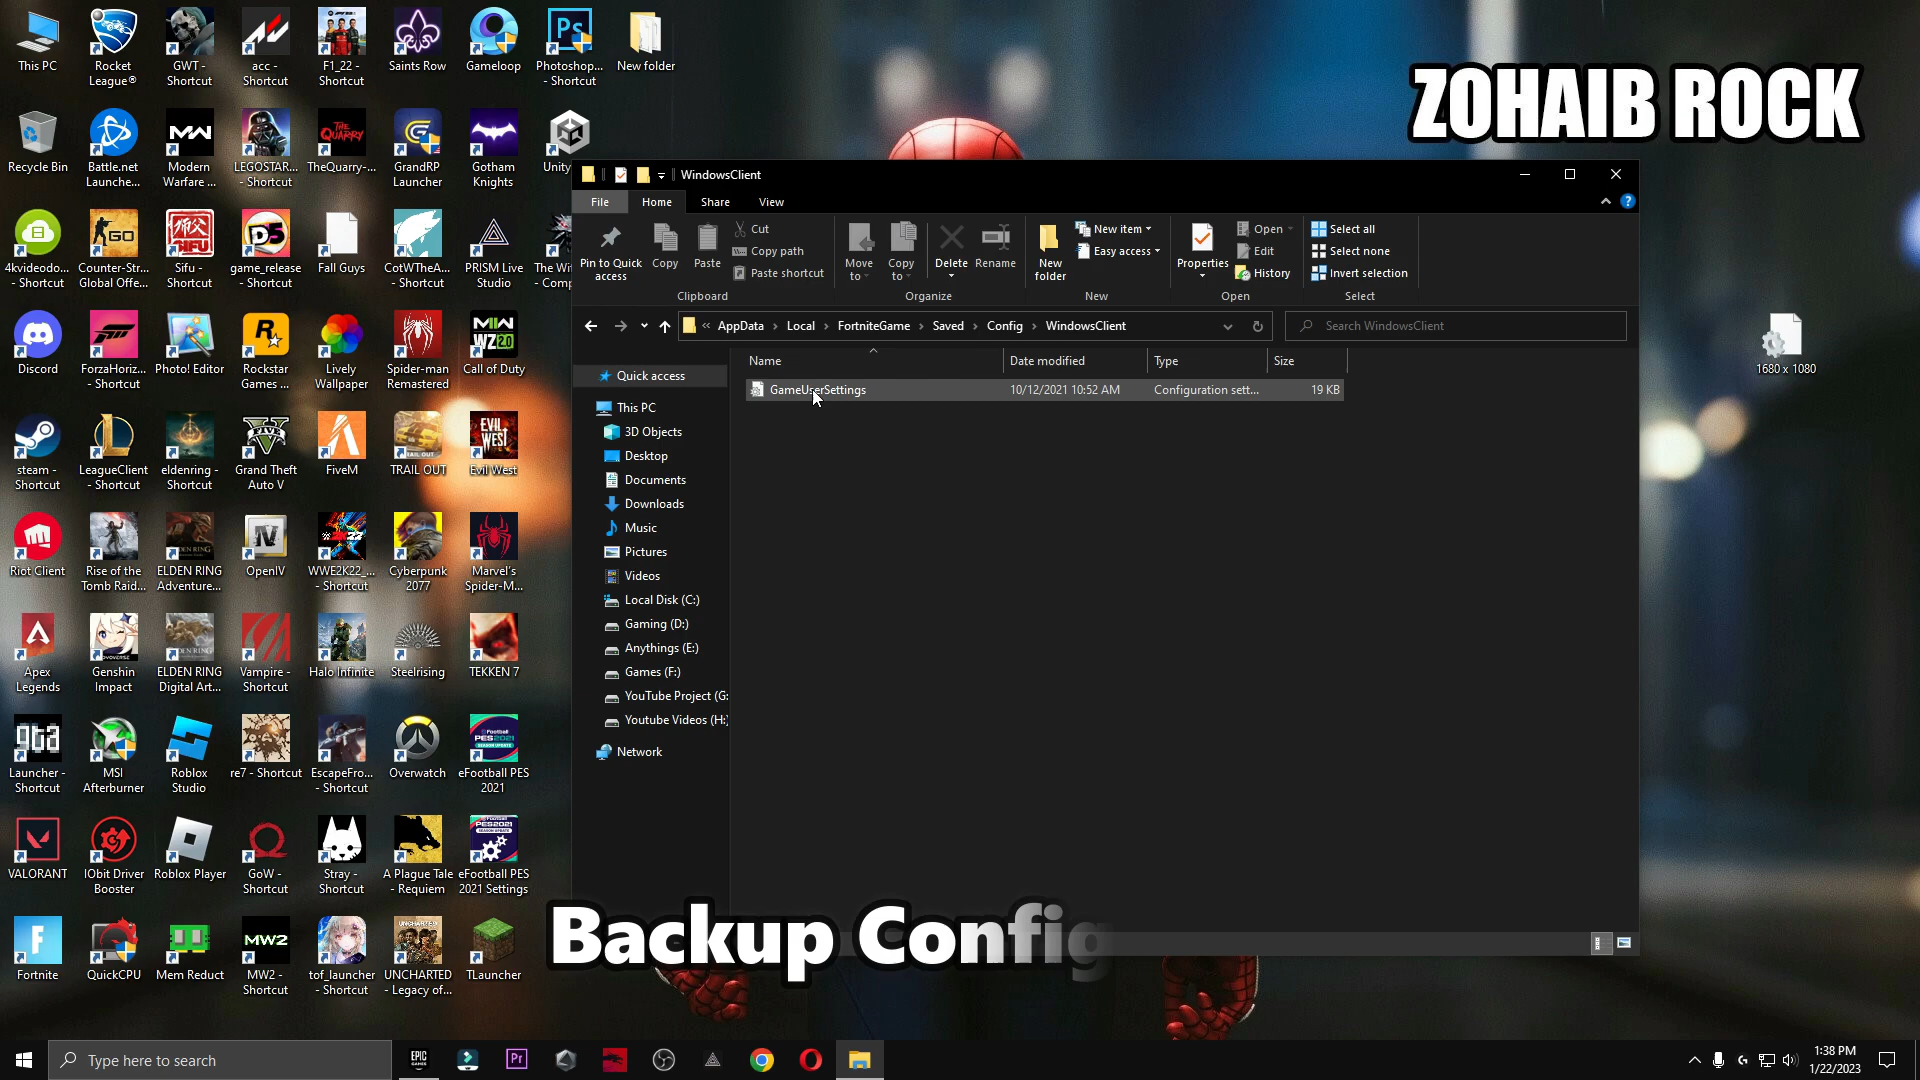 This PC
Rocket
League®
GWT -
Shortcut
acc -
Shortcut
F1_22 -
Shortcut
Saints Row
Gameloop
Photoshop...
- Shortcut
New folder
ZOHAIB ROCK
Recycle Bin
Battle.net
Launche...
Modern
Warfare ...
LEGOSTAR...
- Shortcut
TheQuarry-...
GrandRP
Launcher
Gotham
Knights
Unity
4kvideodo...
- Shortcut
Counter-Str...
Global Offe...
Sifu -
Shortcut
game_release
- Shortcut
Fall Guys
CotWTheA...
- Shortcut
PRISM Live
Studio
The Wit
- Comp
Discord
ForzaHoriz...
- Shortcut
Photo! Editor
Rockstar
Games ...
Lively
Wallpaper
Spider-man
Remastered
Call of Duty
steam -
Shortcut
LeagueClient
- Shortcut
eldenring -
Shortcut
Grand Theft
Auto V
FiveM
TRAIL OUT
Evil West
Riot Client
Rise of the
Tomb Raid...
ELDEN RING
Adventure...
OpenIV
WWE2K22_...
- Shortcut
Cyberpunk
2077
Marvel's
Spider-M...
Apex
Legends
Genshin
Impact
ELDEN RING
Digital Art...
Vampire -
Shortcut
Halo Infinite
Steelrising
TEKKEN 7
Launcher -
Shortcut
MSI
Afterburner
Roblox
Studio
re7 - Shortcut
EscapeFro...
- Shortcut
Overwatch
eFootball PES
2021
VALORANT
IObit Driver
Booster
Roblox Player
GoW -
Shortcut
Stray -
Shortcut
A Plague Tale
- Requiem
eFootball PES
2021 Settings
Fortnite
QuickCPU
Mem Reduct
MW2 -
Shortcut
tof_launcher
- Shortcut
UNCHARTED
- Legacy of...
TLauncher
WindowsClient
File Home Share View
Pin to Quick
access
Copy
Paste
Cut
Copy path
Paste shortcut
Clipboard
Move
to
Copy
to
Delete
Rename
Organize
New
folder
New item
Easy access
New
Properties
Open
Edit
History
Open
Select all
Select none
Invert selection
Select
« AppData › Local › FortniteGame › Saved › Config › WindowsClient
Search WindowsClient
Name Date modified Type Size
GameUserSettings 10/12/2021 10:52 AM Configuration sett... 19 KB
Quick access
This PC
3D Objects
Desktop
Documents
Downloads
Music
Pictures
Videos
Local Disk (C:)
Gaming (D:)
Anythings (E:)
Games (F:)
YouTube Project (G:
Youtube Videos (H:)
Network
1680 x 1080
Backup Config
Type here to search
1:38 PM
1/22/2023